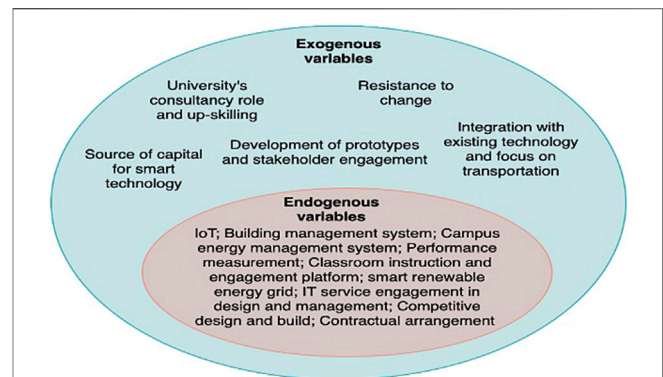 Exogenous
variables
University's
consultancy role
and up-skilling
Resistance to
change
Source of capital
for smart
technology
Development of prototypes
and stakeholder engagement
Integration with
existing technology
and focus on
transportation
Endogenous
variables
IoT; Building management system; Campus
energy management system; Performance
measurement; Classroom instruction and
engagement platform; smart renewable
energy grid; IT service engagement in
design and management; Competitive
design and build; Contractual arrangement